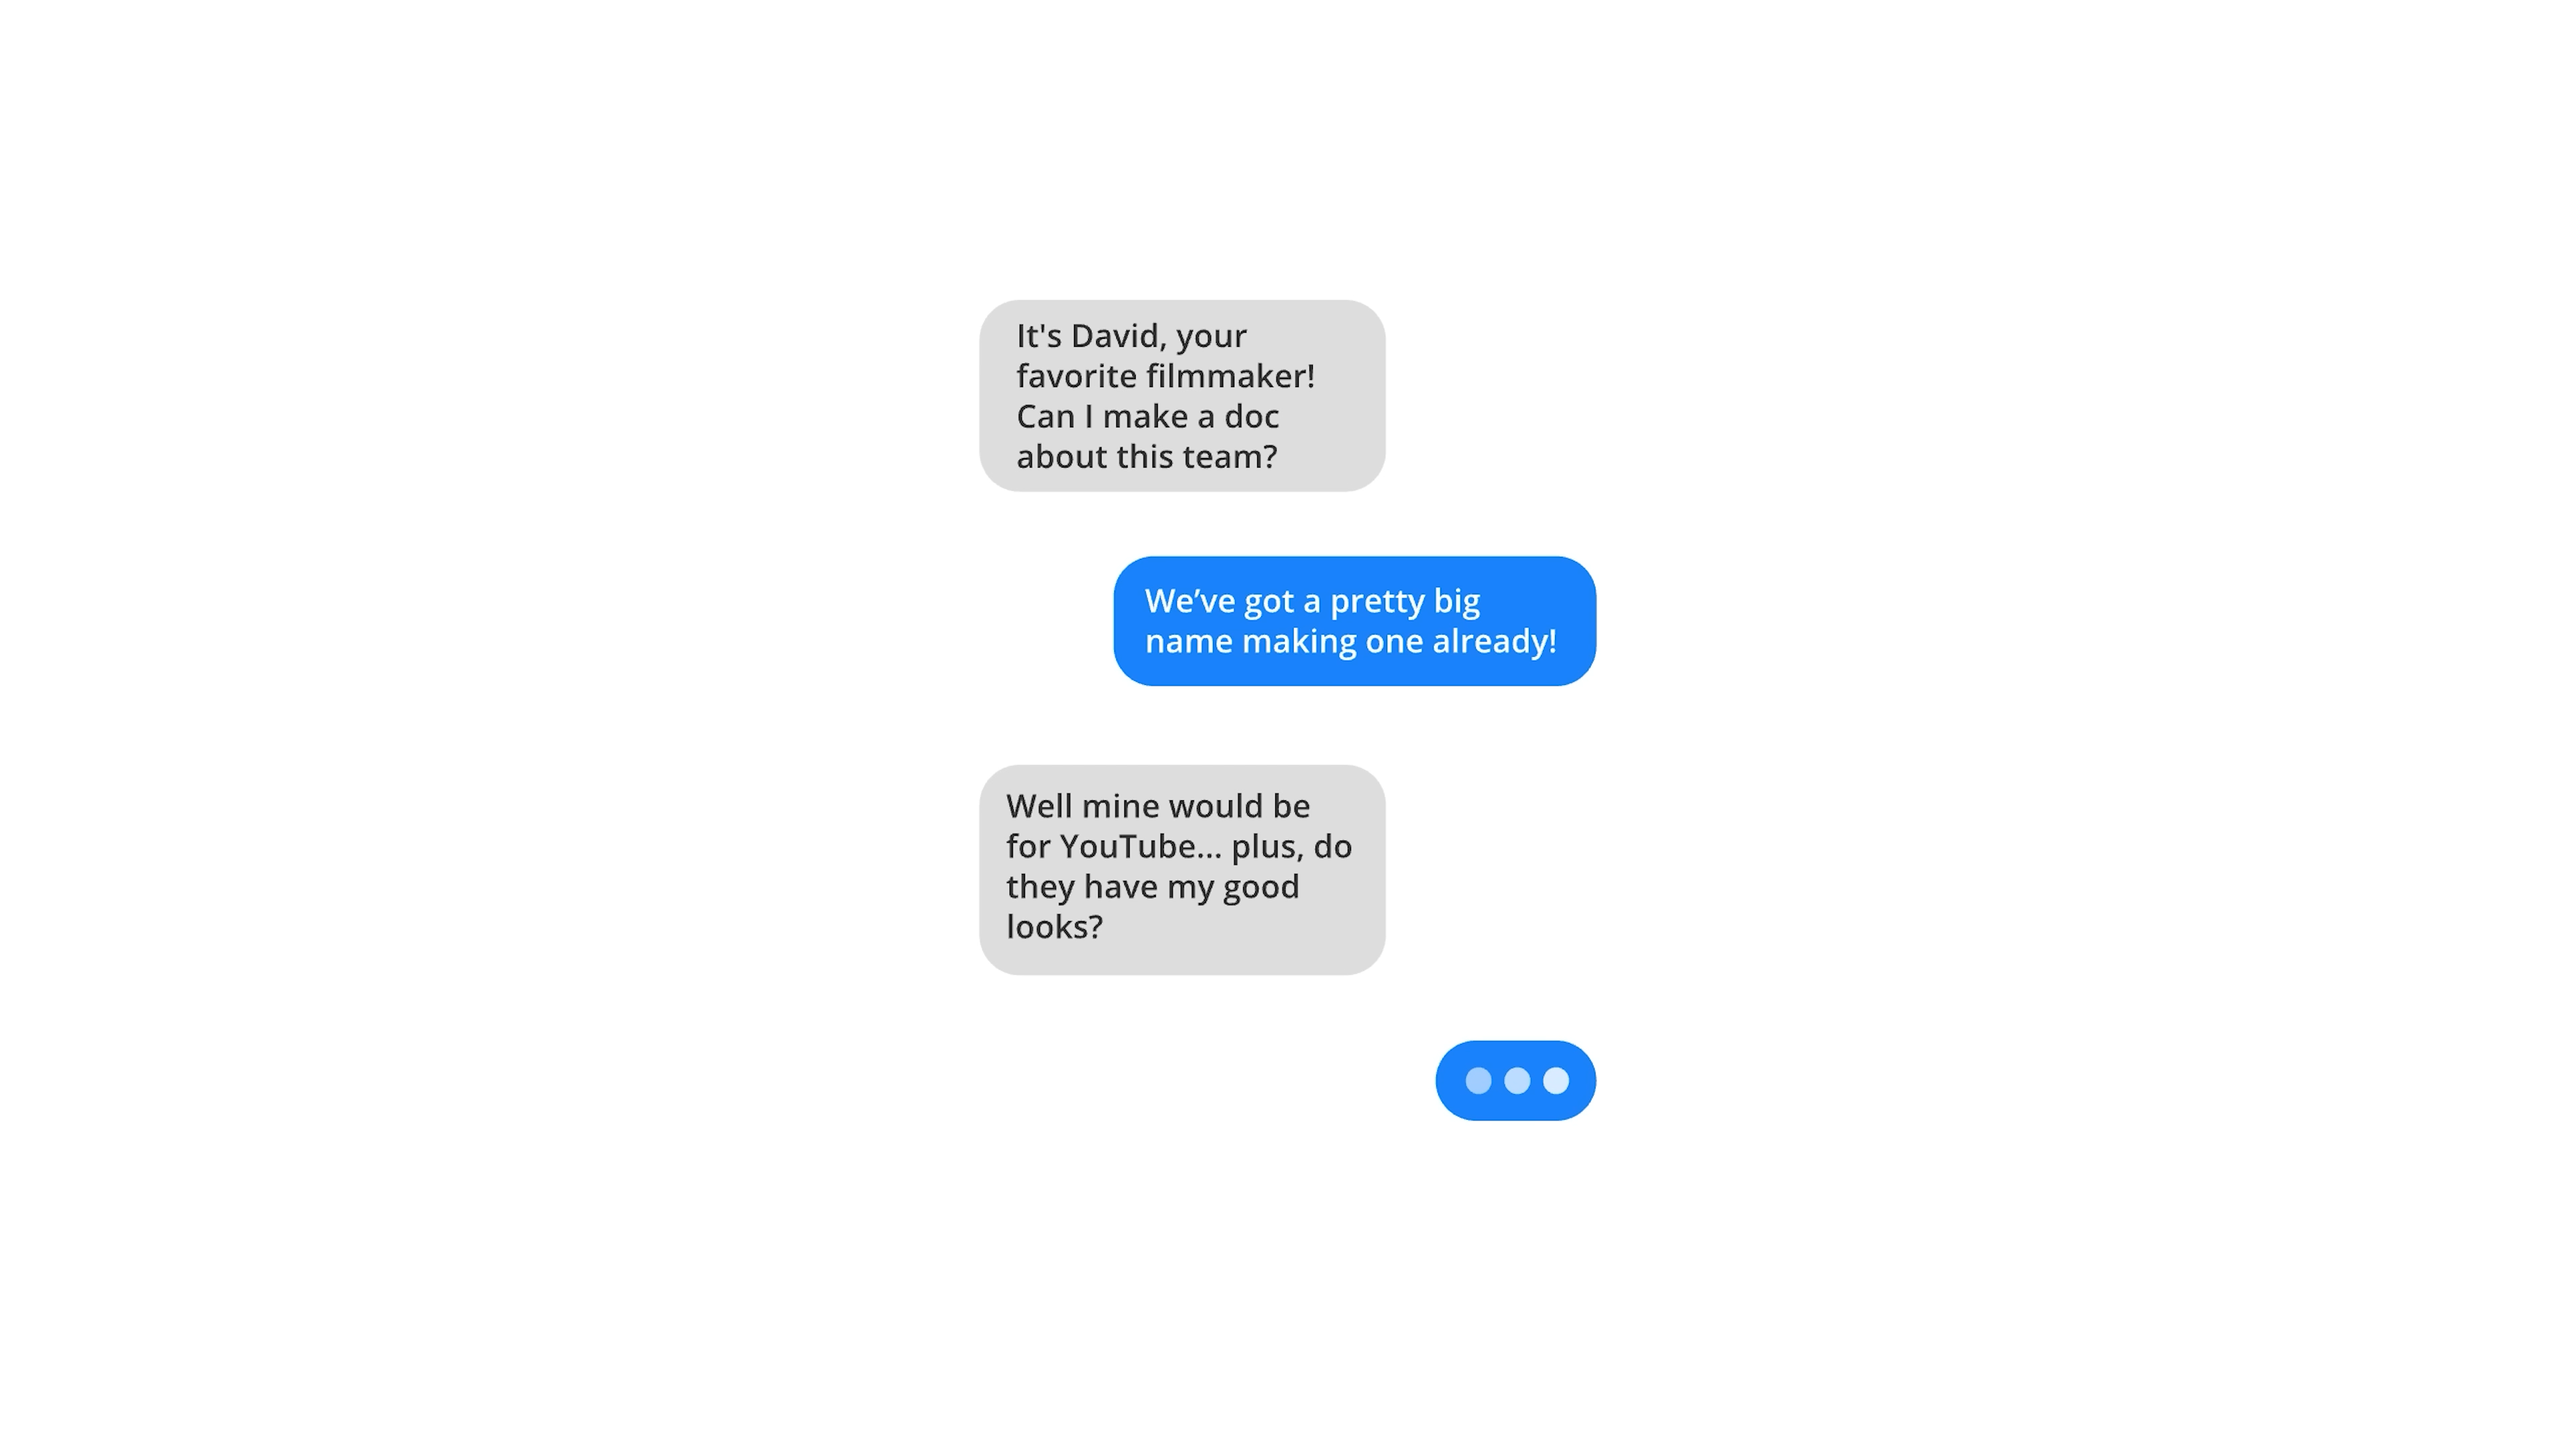 It's David, your
favorite filmmaker!
Can I make a doc
about this team?
We’ve got a pretty big
name making one already!
Well mine would be
for YouTube... plus, do
they have my good
looks?